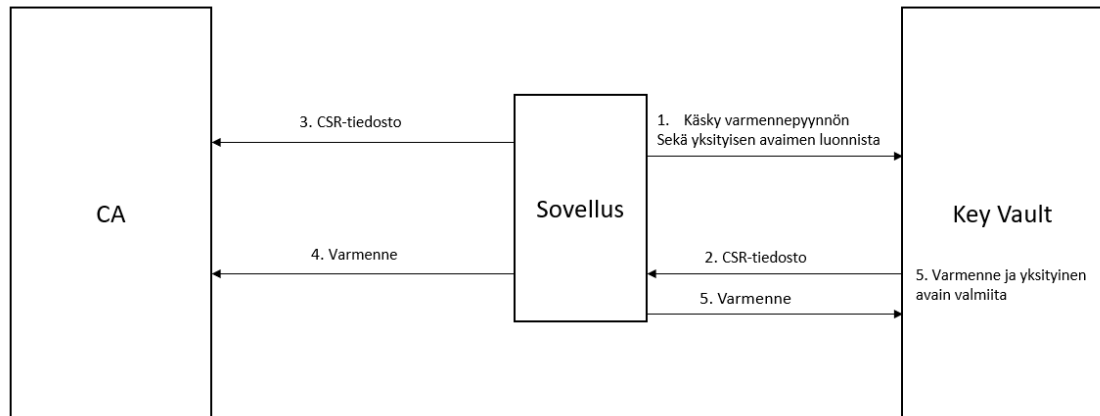 3. CSR-tiedosto
1. Käsky varmennepyynnön
Sekä yksityisen avaimen luonnista
CA
Sovellus
Key Vault
4. Varmenne
2. CSR-tiedosto
5. Varmenne
5. Varmenne ja yksityinen
avain valmiita